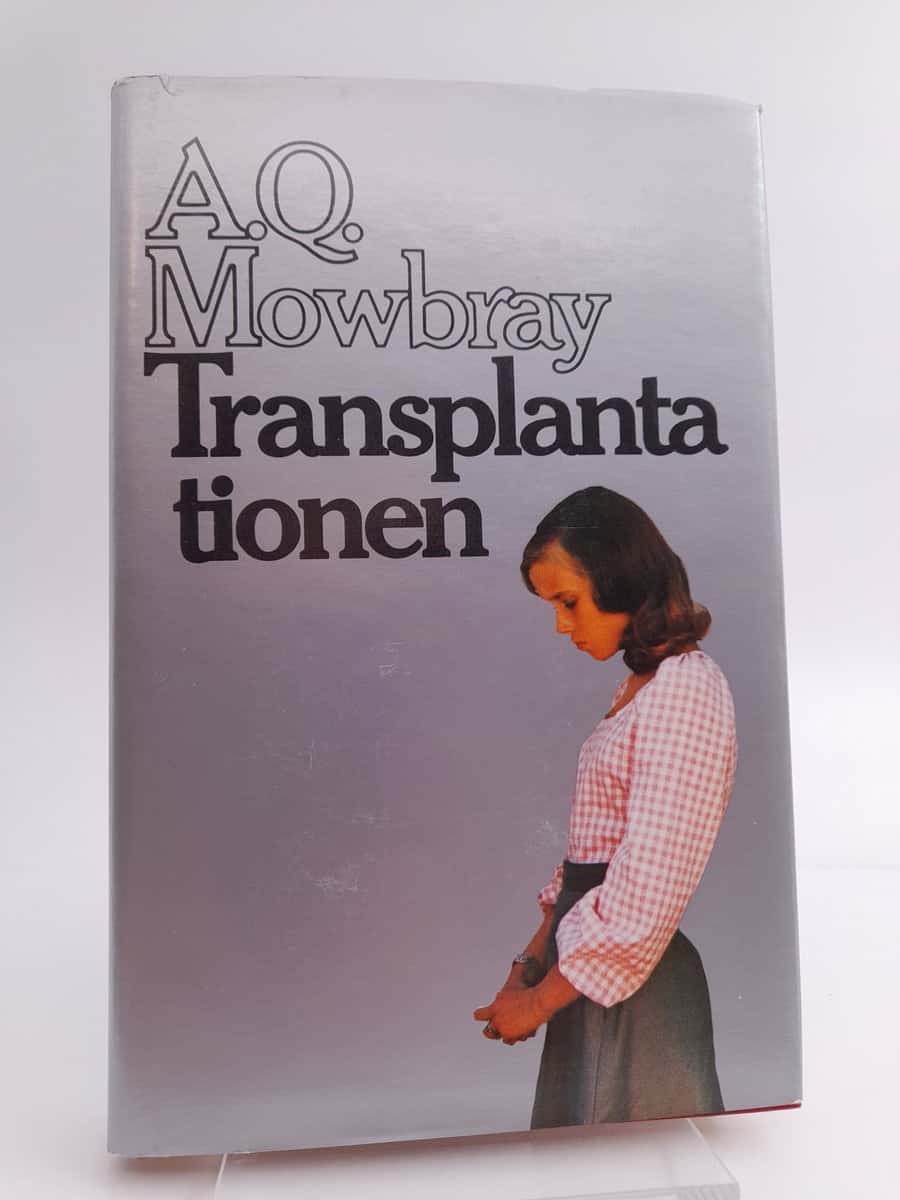 A.Q.
Mowbray
Transplanta
tionen